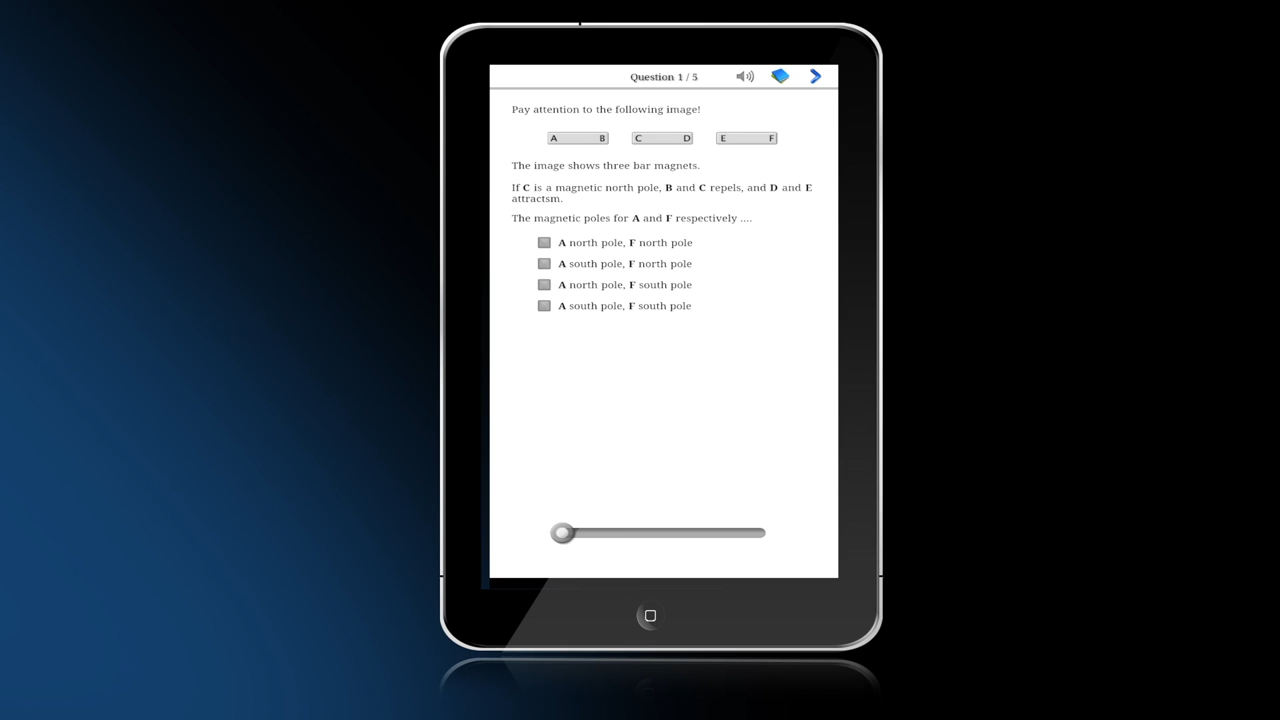 Question 1 / 5
Pay attention to the following image!
A B C D E F
The image shows three bar magnets.
If C is a magnetic north pole, B and C repels, and D and E
attractsm.
The magnetic poles for A and F respectively ....
A north pole, F north pole
A south pole, F north pole
A north pole, F south pole
A south pole, F south pole